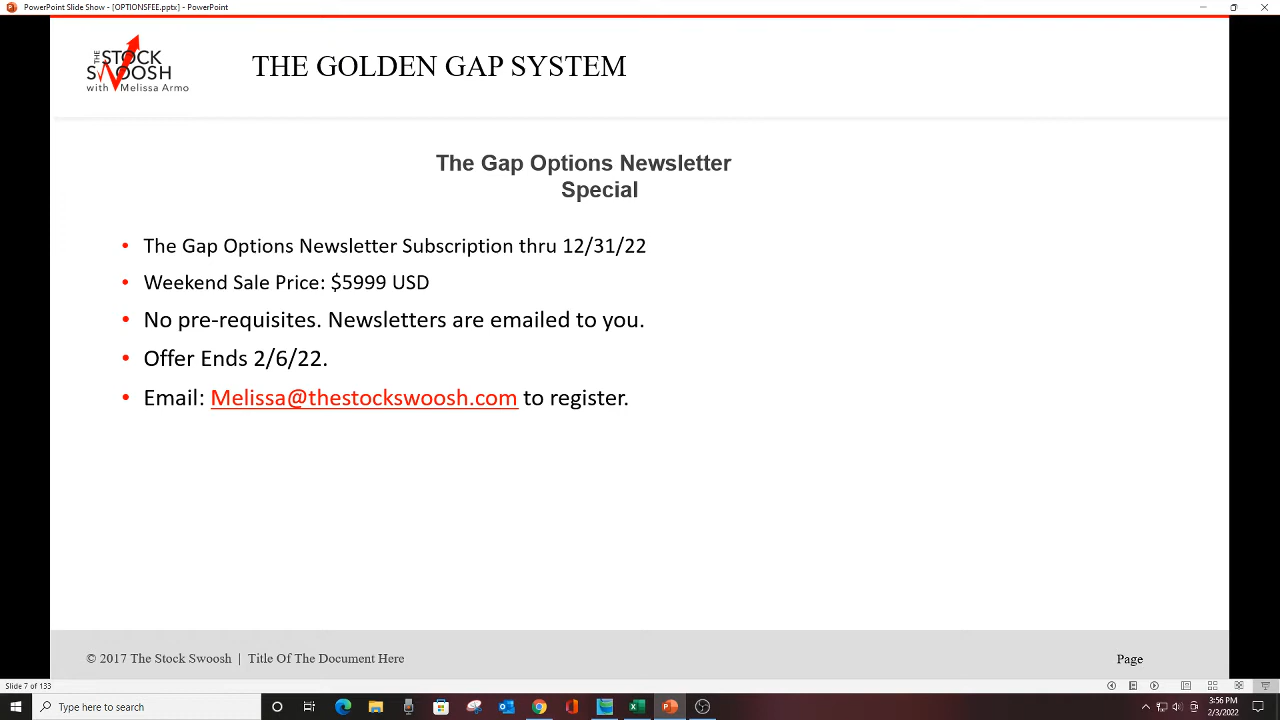 PowerPoint Slide Show - [OPTIONSFEE.pptx] - PowerPoint
THE STOCK SWOOSH
with Melissa Armo
THE GOLDEN GAP SYSTEM
The Gap Options Newsletter
Special
• The Gap Options Newsletter Subscription thru 12/31/22
• Weekend Sale Price: $5999 USD
• No pre-requisites. Newsletters are emailed to you.
• Offer Ends 2/6/22.
• Email: Melissa@thestockswoosh.com to register.
© 2017 The Stock Swoosh | Title Of The Document Here
Page
Slide 7 of 133
Type here to search
3:56 PM
2/3/2022